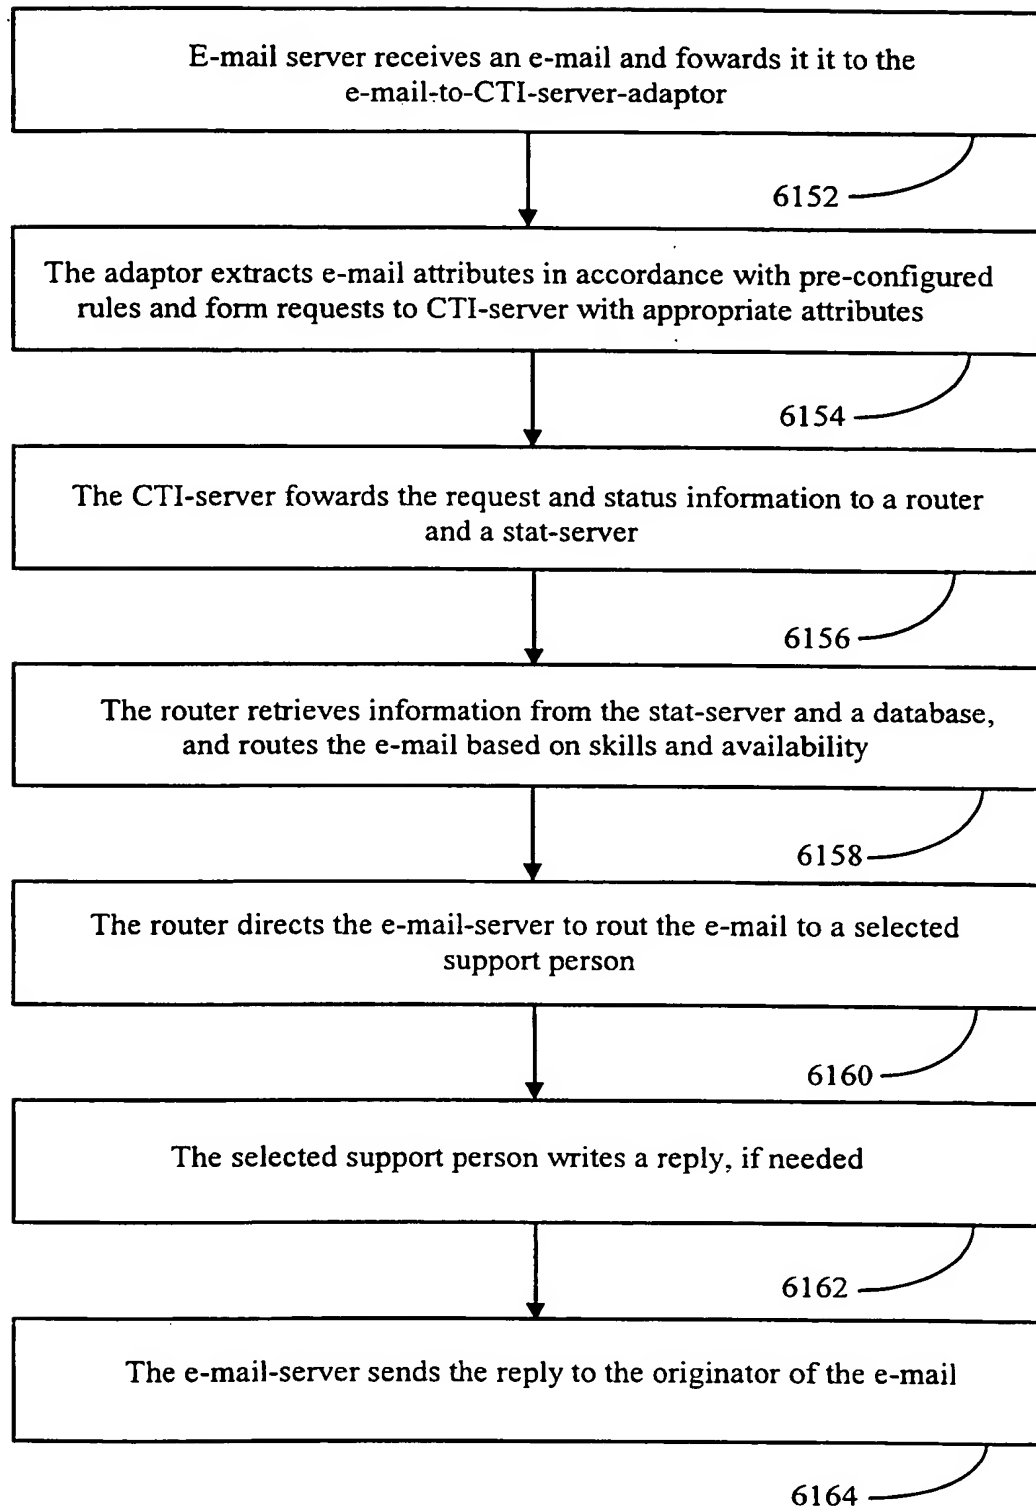 E-mail server receives an e-mail and fowards it it to the
e-mail-to-CTI-server-adaptor
6152
The adaptor extracts e-mail attributes in accordance with pre-configured
rules and form requests to CTI-server with appropriate attributes
6154
The CTI-server fowards the request and status information to a router
and a stat-server
6156
The router retrieves information from the stat-server and a database,
and routes the e-mail based on skills and availability
6158
The router directs the e-mail-server to rout the e-mail to a selected
support person
6160
The selected support person writes a reply, if needed
6162
The e-mail-server sends the reply to the originator of the e-mail
6164